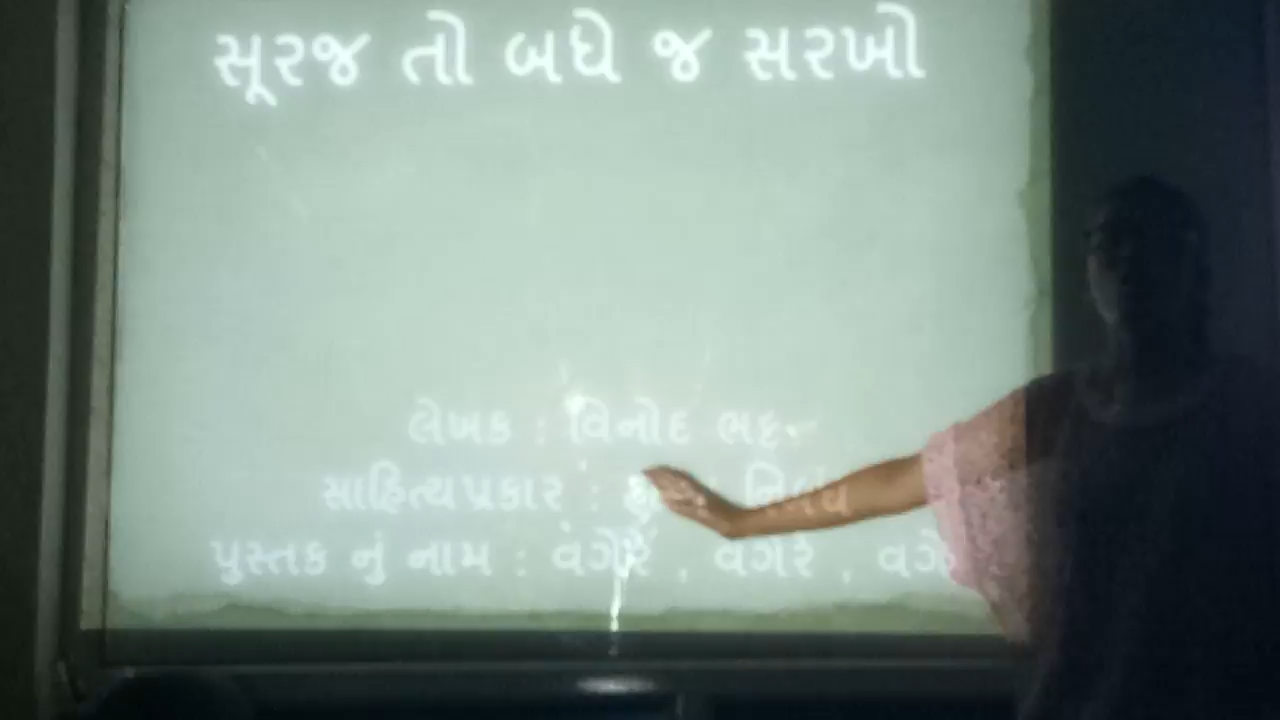 સૂરજ તો બધે જ સરખો
લેખક : વિનોદ ભટ્ટ
સાહિત્યપ્રકાર : નિબંધ
પુસ્તક નું નામ : વગેરે , વગેરે ,